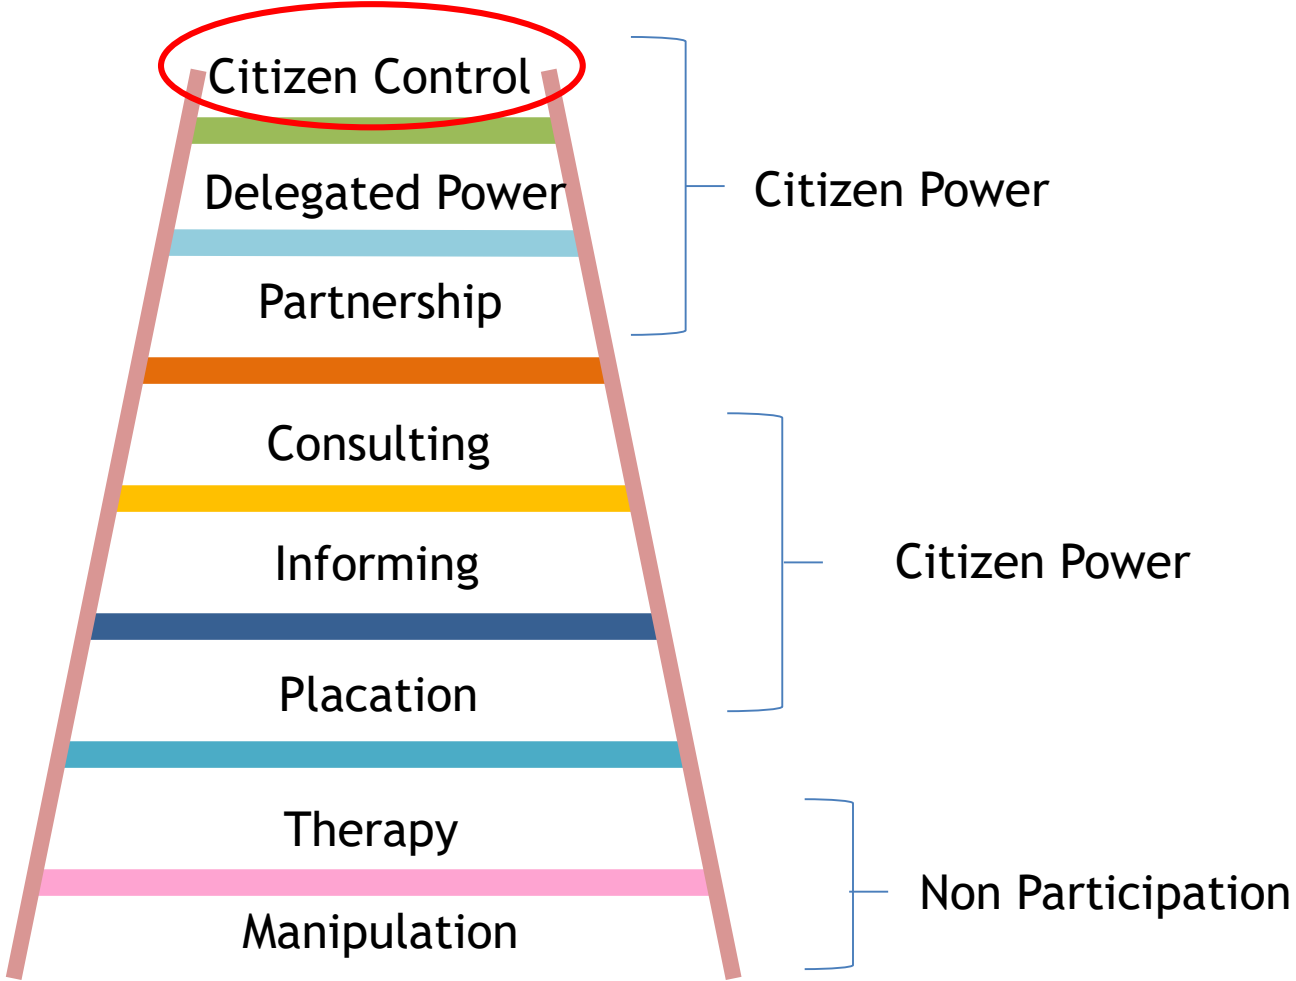 Citizen Control
Delegated Power
Citizen Power
Partnership
Consulting
Informing
Citizen Power
Placation
Therapy
Non Participation
Manipulation